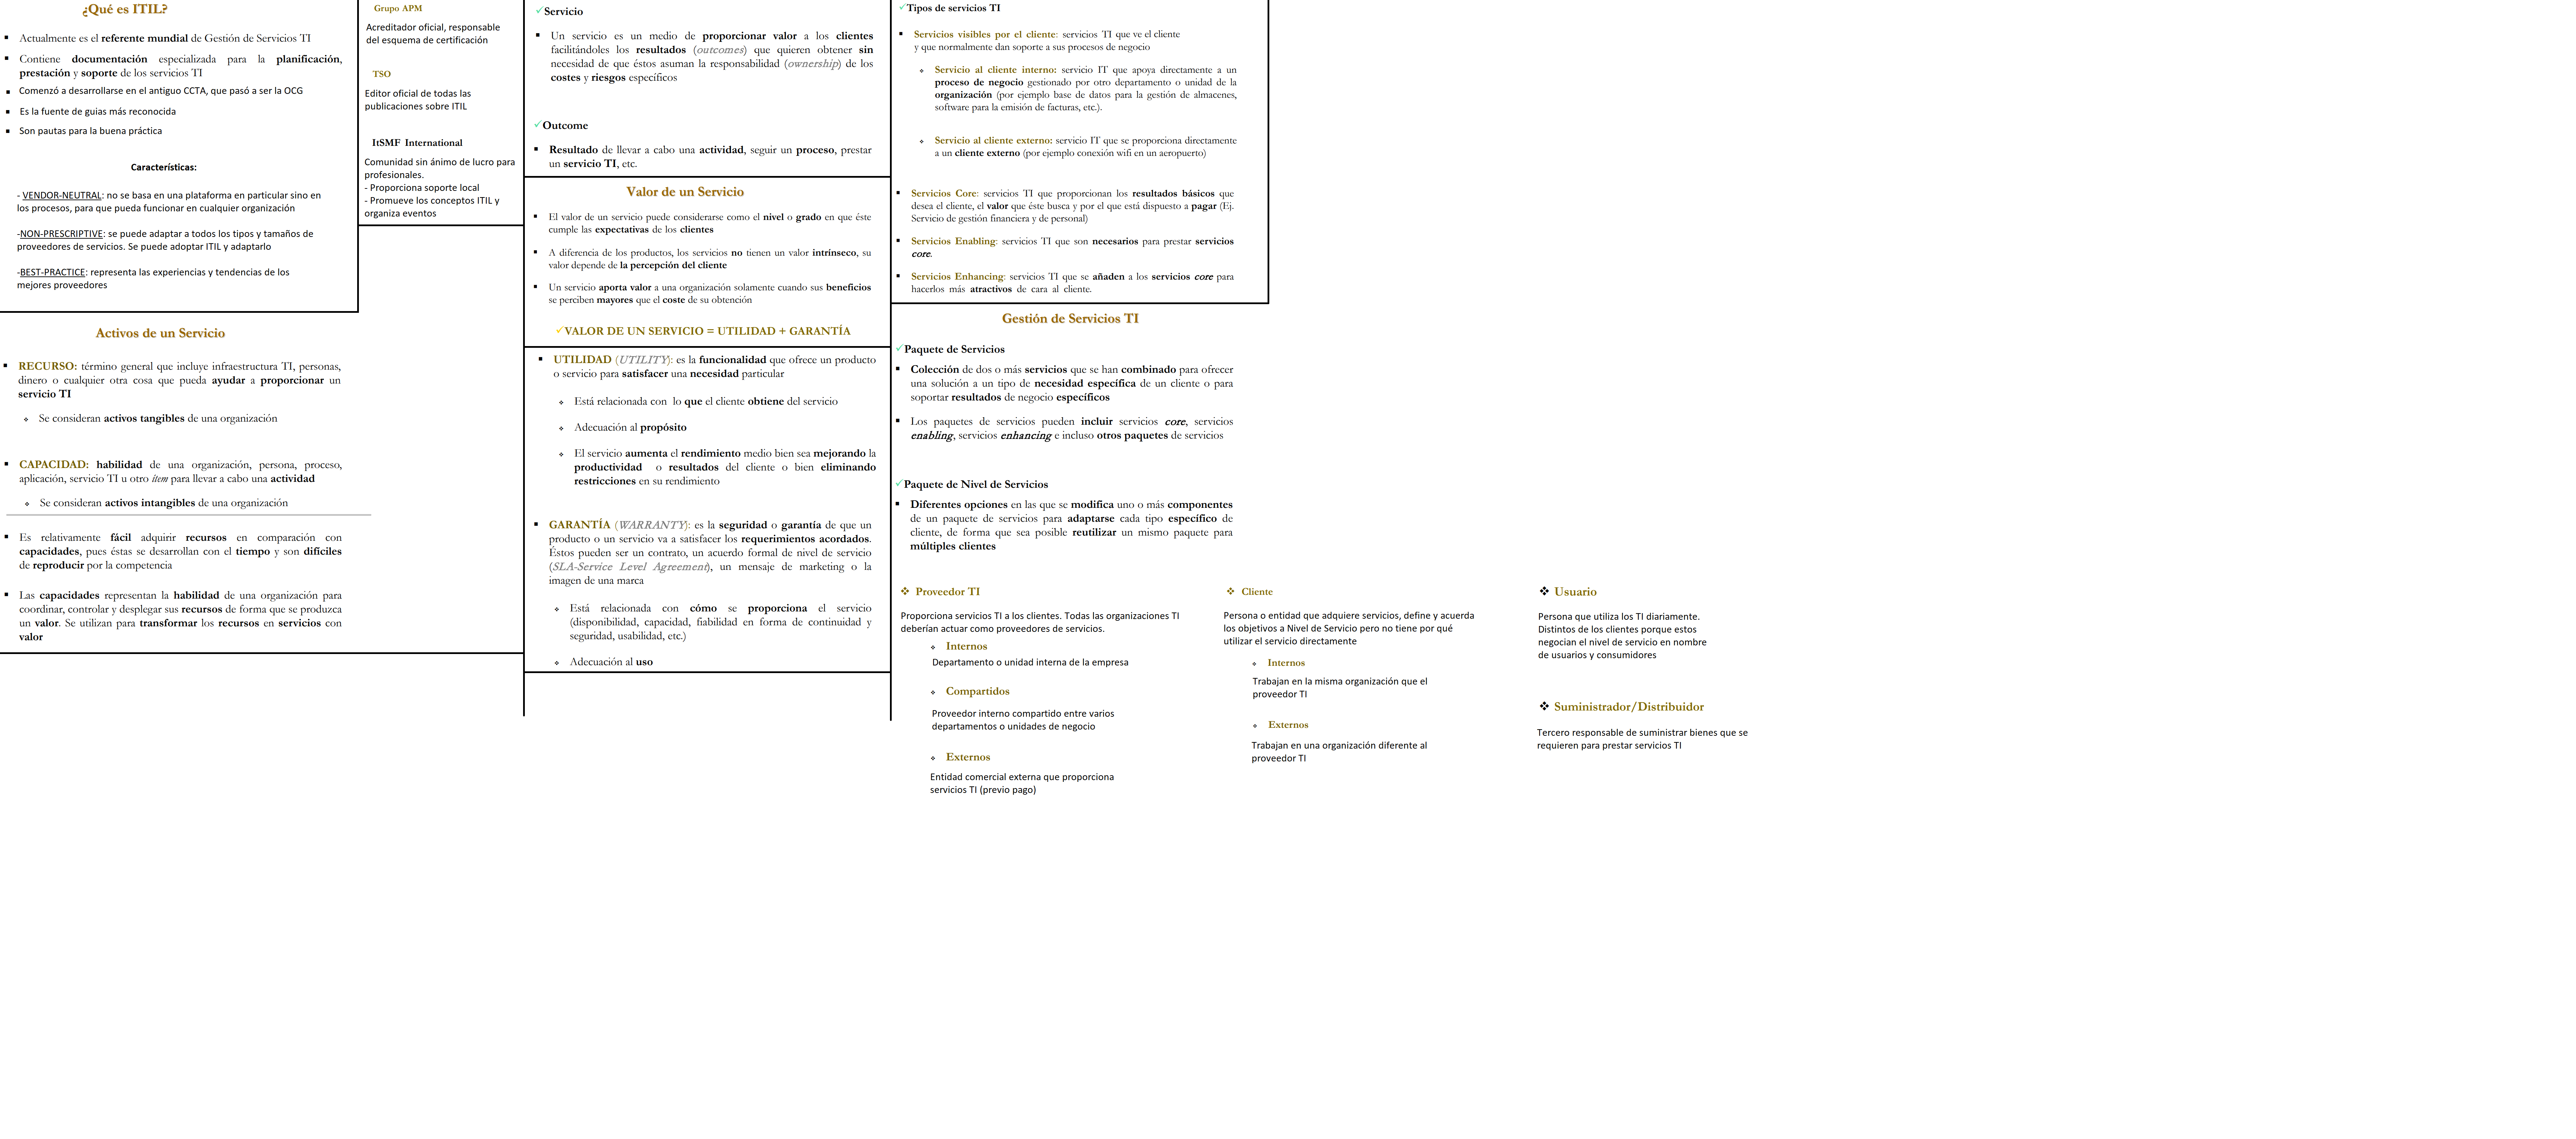 ¿Qué es ITIL?
▪ Actualmente es el referente mundial de Gestión de Servicios TI
▪ Contiene documentación especializada para la planificación,
prestación y soporte de los servicios TI
▪ Comenzó a desarrollarse en el antiguo CCTA, que pasó a ser la OCG
▪ Es la fuente de guias más reconocida
▪ Son pautas para la buena práctica
Características:
- VENDOR-NEUTRAL: no se basa en una plataforma en particular sino en
los procesos, para que pueda funcionar en cualquier organización
-NON-PRESCRIPTIVE: se puede adaptar a todos los tipos y tamaños de
proveedores de servicios. Se puede adoptar ITIL y adaptarlo
-BEST-PRACTICE: representa las experiencias y tendencias de los
mejores proveedores
Grupo APM
Acreditador oficial, responsable
del esquema de certificación
TSO
Editor oficial de todas las
publicaciones sobre ITIL
ItSMF International
Comunidad sin ánimo de lucro para
profesionales.
- Proporciona soporte local
- Promueve los conceptos ITIL y
organiza eventos
Activos de un Servicio
▪ RECURSO: término general que incluye infraestructura TI, personas,
dinero o cualquier otra cosa que pueda ayudar a proporcionar un
servicio TI
❖ Se consideran activos tangibles de una organización
▪ CAPACIDAD: habilidad de una organización, persona, proceso,
aplicación, servicio TI u otro item para llevar a cabo una actividad
❖ Se consideran activos intangibles de una organización
▪ Es relativamente fácil adquirir recursos en comparación con
capacidades, pues éstas se desarrollan con el tiempo y son difíciles
de reproducir por la competencia
▪ Las capacidades representan la habilidad de una organización para
coordinar, controlar y desplegar sus recursos de forma que se produzca
un valor. Se utilizan para transformar los recursos en servicios con
valor
✓Servicio
▪ Un servicio es un medio de proporcionar valor a los clientes
facilitándoles los resultados (outcomes) que quieren obtener sin
necesidad de que éstos asuman la responsabilidad (ownership) de los
costes y riesgos específicos
✓Outcome
▪ Resultado de llevar a cabo una actividad, seguir un proceso, prestar
un servicio TI, etc.
Valor de un Servicio
▪ El valor de un servicio puede considerarse como el nivel o grado en que éste
cumple las expectativas de los clientes
▪ A diferencia de los productos, los servicios no tienen un valor intrínseco, su
valor depende de la percepción del cliente
▪ Un servicio aporta valor a una organización solamente cuando sus beneficios
se perciben mayores que el coste de su obtención
✓VALOR DE UN SERVICIO = UTILIDAD + GARANTÍA
▪ UTILIDAD (UTILITY): es la funcionalidad que ofrece un producto
o servicio para satisfacer una necesidad particular
❖ Está relacionada con lo que el cliente obtiene del servicio
❖ Adecuación al propósito
❖ El servicio aumenta el rendimiento medio bien sea mejorando la
productividad o resultados del cliente o bien eliminando
restricciones en su rendimiento
▪ GARANTÍA (WARRANTY): es la seguridad o garantía de que un
producto o un servicio va a satisfacer los requerimientos acordados.
Éstos pueden ser un contrato, un acuerdo formal de nivel de servicio
(SLA-Service Level Agreement), un mensaje de marketing o la
imagen de una marca
❖ Está relacionada con cómo se proporciona el servicio
(disponibilidad, capacidad, fiabilidad en forma de continuidad y
seguridad, usabilidad, etc.)
❖ Adecuación al uso
✓Tipos de servicios TI
▪ Servicios visibles por el cliente: servicios TI que ve el cliente
y que normalmente dan soporte a sus procesos de negocio
❖ Servicio al cliente interno: servicio IT que apoya directamente a un
proceso de negocio gestionado por otro departamento o unidad de la
organización (por ejemplo base de datos para la gestión de almacenes,
software para la emisión de facturas, etc.).
❖ Servicio al cliente externo: servicio IT que se proporciona directamente
a un cliente externo (por ejemplo conexión wifi en un aeropuerto)
▪ Servicios Core: servicios TI que proporcionan los resultados básicos que
desea el cliente, el valor que éste busca y por el que está dispuesto a pagar (Ej.
Servicio de gestión financiera y de personal)
▪ Servicios Enabling: servicios TI que son necesarios para prestar servicios
core.
▪ Servicios Enhancing: servicios TI que se añaden a los servicios core para
hacerlos más atractivos de cara al cliente.
Gestión de Servicios TI
✓Paquete de Servicios
▪ Colección de dos o más servicios que se han combinado para ofrecer
una solución a un tipo de necesidad específica de un cliente o para
soportar resultados de negocio específicos
▪ Los paquetes de servicios pueden incluir servicios core, servicios
enabling, servicios enhancing e incluso otros paquetes de servicios
✓Paquete de Nivel de Servicios
▪ Diferentes opciones en las que se modifica uno o más componentes
de un paquete de servicios para adaptarse cada tipo específico de
cliente, de forma que sea posible reutilizar un mismo paquete para
múltiples clientes
❖ Proveedor TI
Proporciona servicios TI a los clientes. Todas las organizaciones TI
deberían actuar como proveedores de servicios.
❖ Internos
Departamento o unidad interna de la empresa
❖ Compartidos
Proveedor interno compartido entre varios
departamentos o unidades de negocio
❖ Externos
Entidad comercial externa que proporciona
servicios TI (previo pago)
❖ Cliente
Persona o entidad que adquiere servicios, define y acuerda
los objetivos a Nivel de Servicio pero no tiene por qué
utilizar el servicio directamente
❖ Internos
Trabajan en la misma organización que el
proveedor TI
❖ Externos
Trabajan en una organización diferente al
proveedor TI
❖ Usuario
Persona que utiliza los TI diariamente.
Distintos de los clientes porque estos
negocian el nivel de servicio en nombre
de usuarios y consumidores
❖ Suministrador/Distribuidor
Tercero responsable de suministrar bienes que se
requieren para prestar servicios TI